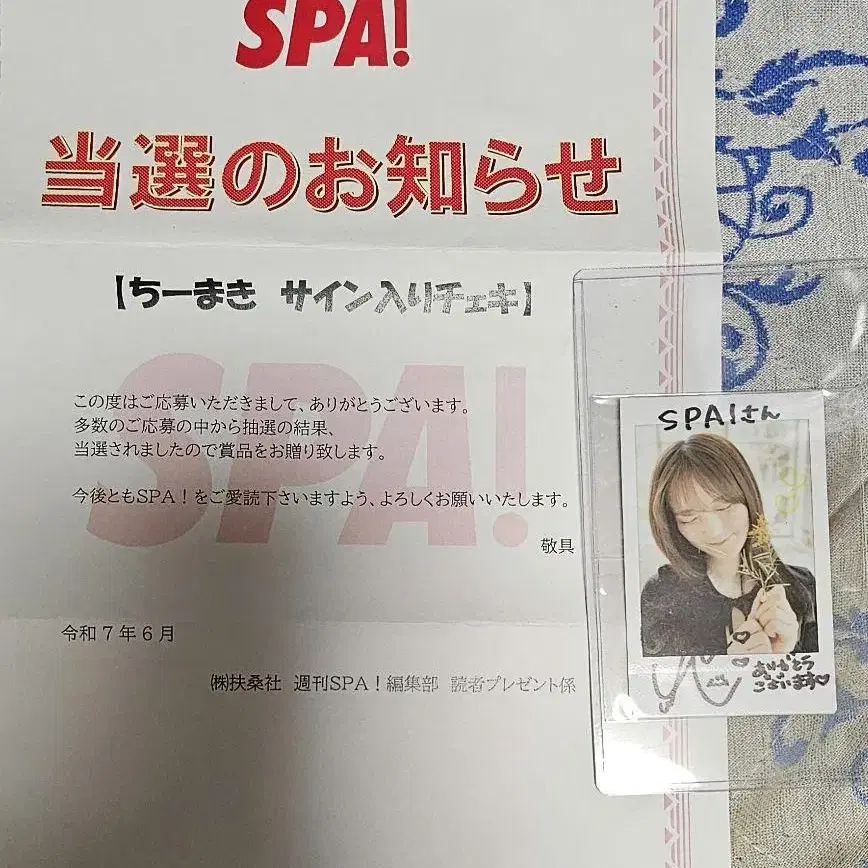 SPA!
当選のお知らせ
【ちーまき サイン入りチェキ】
この度はご応募いただきまして、ありがとうございます。
多数のご応募の中から抽選の結果、
当選されましたので賞品をお贈り致します。
今後ともSPA！をご愛読下さいますよう、よろしくお願いいたします。
敬具
令和7年6月
㈱扶桑社 週刊SPA！編集部 読者プレゼント係
SPA!
SPA!さん
ありがとう
ございます♡